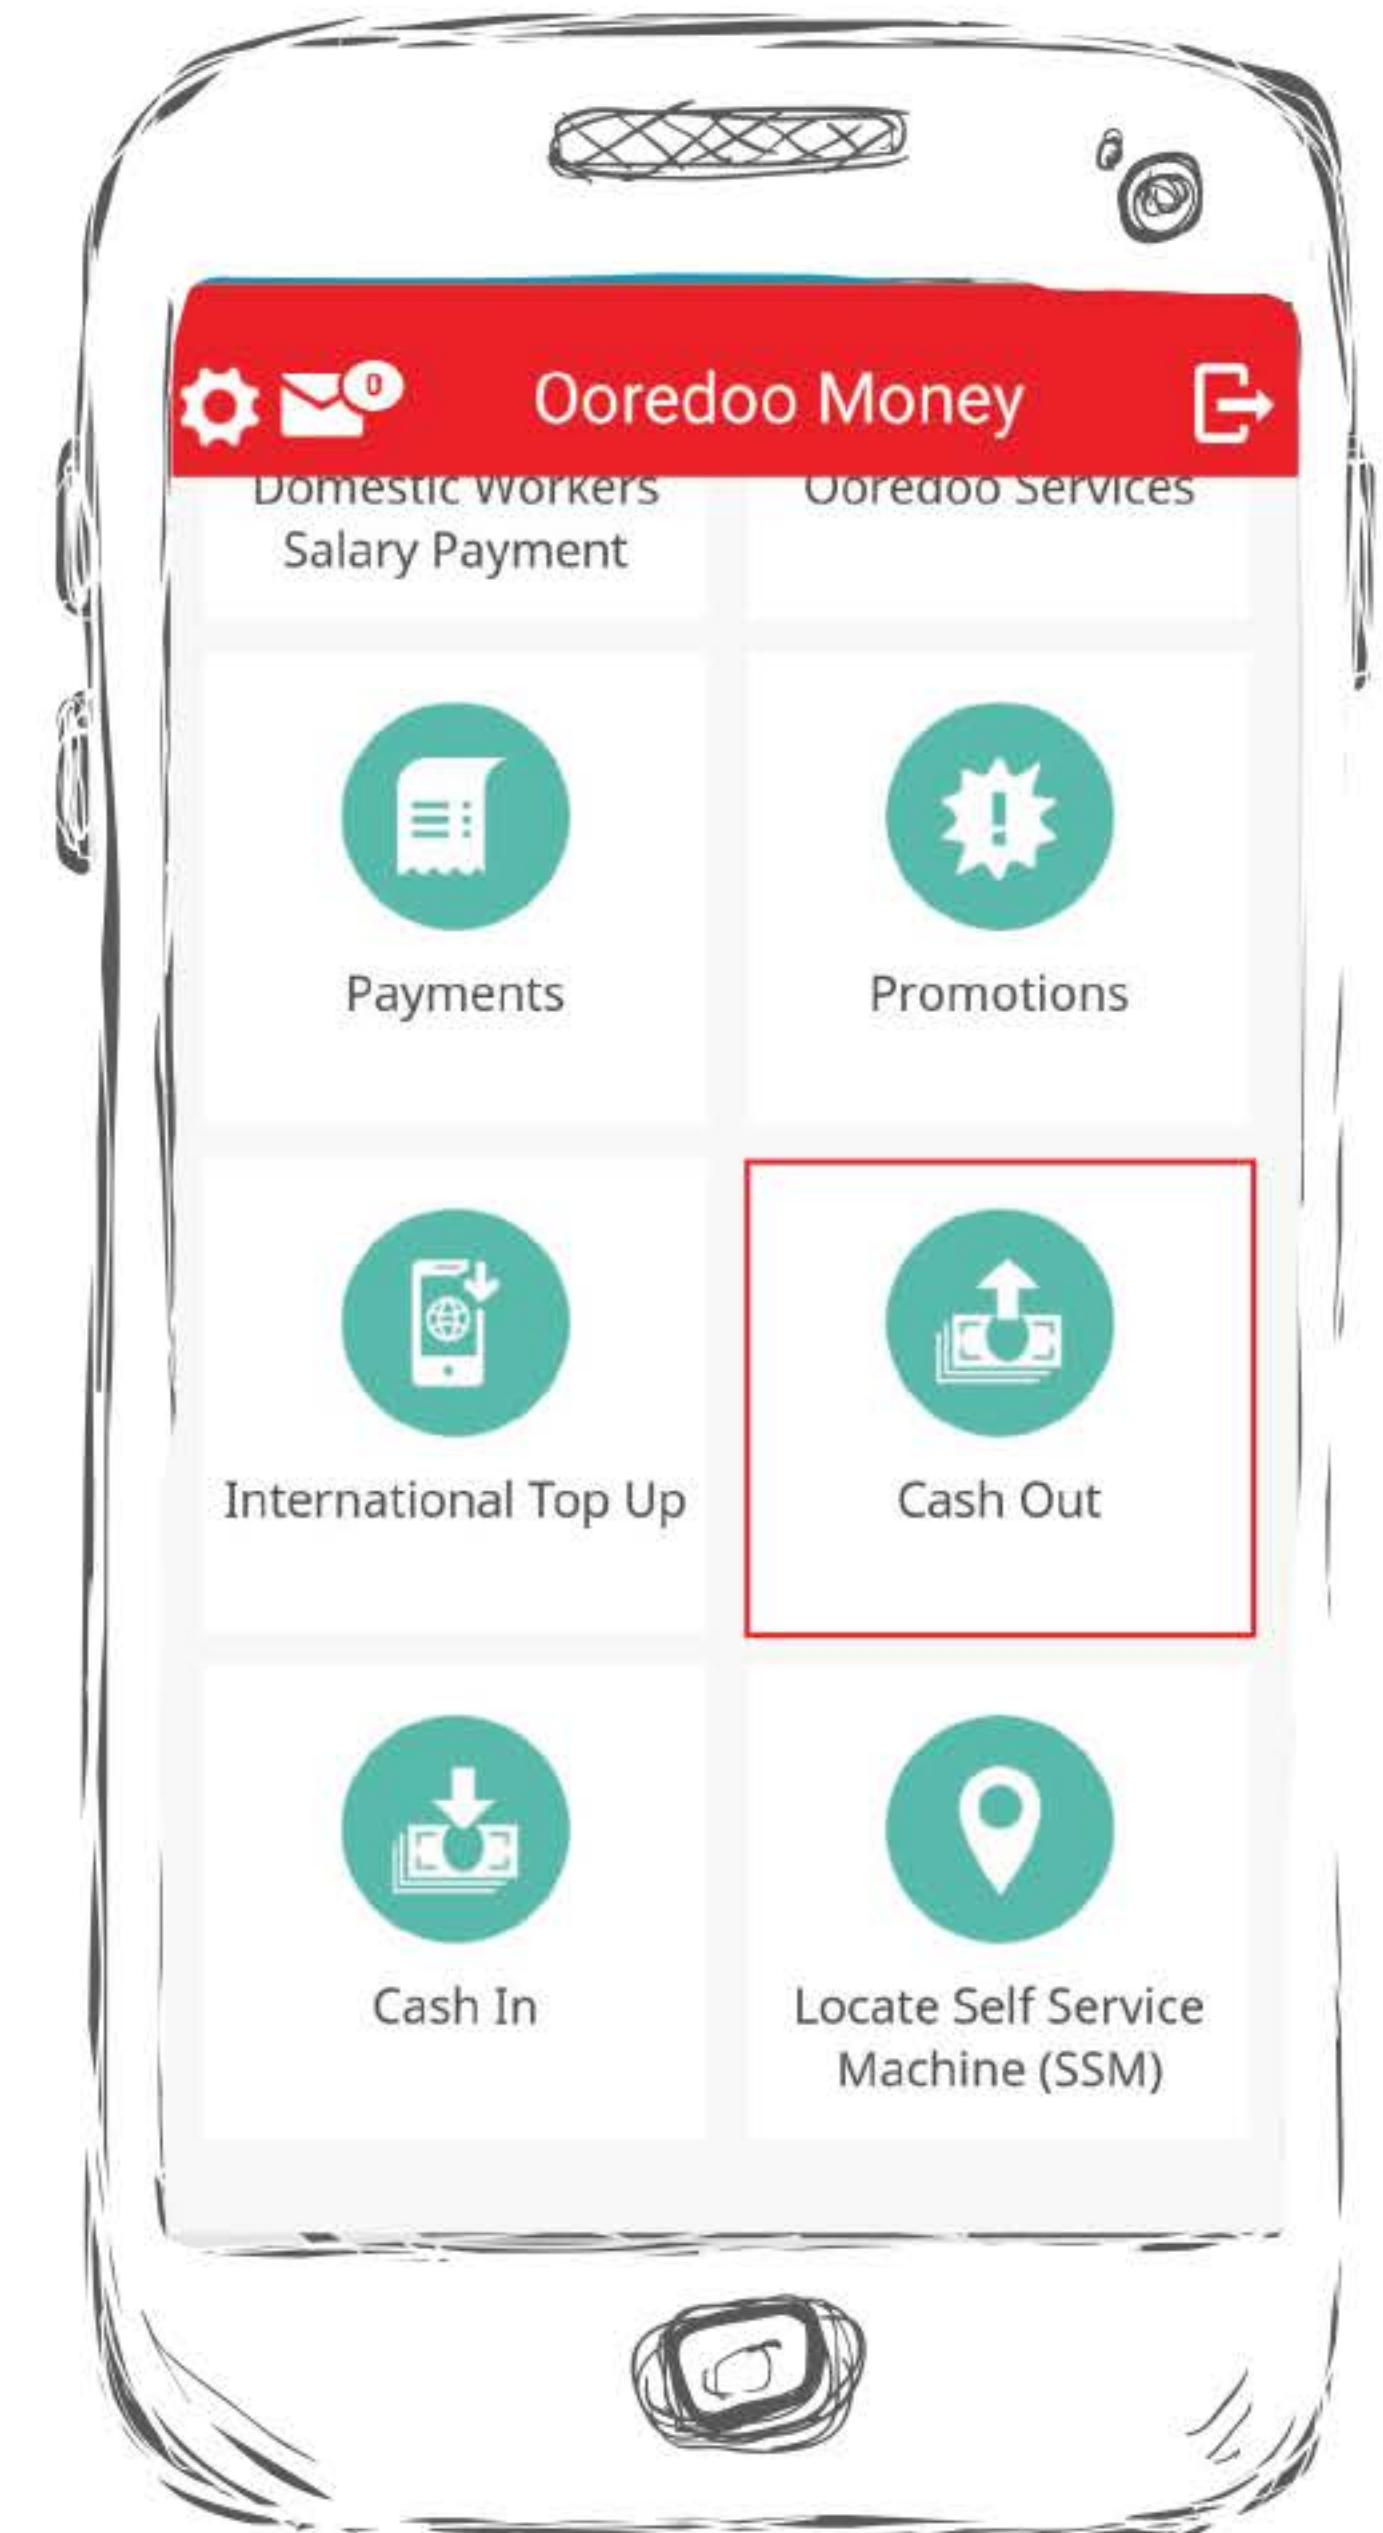 0
Ooredoo Money
Domestic Workers
Salary Payment
Ooredoo Services
Payments
Promotions
International Top Up
Cash Out
Cash In
Locate Self Service
Machine (SSM)